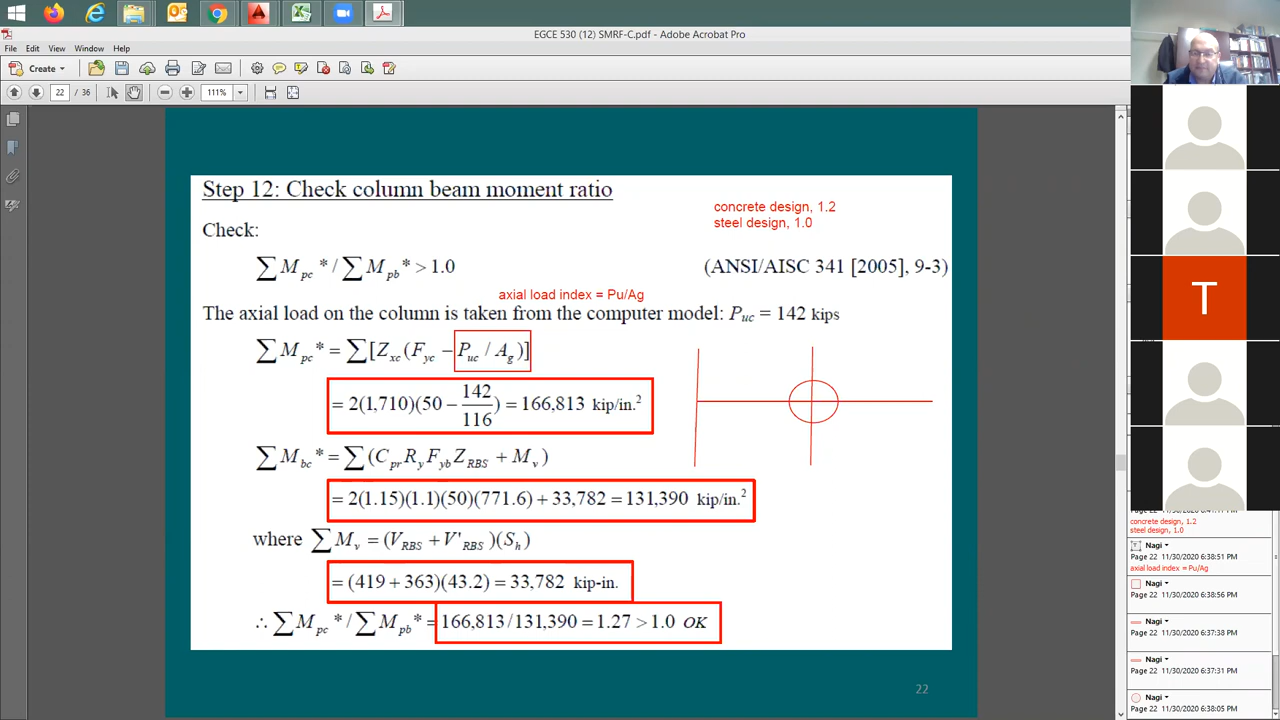 EGCE 530 (12) SMRF-C.pdf - Adobe Acrobat Pro
File Edit View Window Help
Create
22 / 36 111%
Step 12: Check column beam moment ratio
concrete design, 1.2
steel design, 1.0
Check:
∑ M_pc * / ∑ M_pb * > 1.0 (ANSI/AISC 341 [2005], 9-3)
axial load index = Pu/Ag
The axial load on the column is taken from the computer model: P_uc = 142 kips
∑ M_pc * = ∑ [Z_xc (F_yc − P_uc / A_g )]
= 2(1,710)(50 − 142/116) = 166,813 kip/in.²
∑ M_bc * = ∑ (C_pr R_y F_yb Z_RBS + M_v )
= 2(1.15)(1.1)(50)(771.6) + 33,782 = 131,390 kip/in.²
where ∑ M_v = (V_RBS + V'_RBS )(S_h )
= (419 + 363)(43.2) = 33,782 kip-in.
∴ ∑ M_pc * / ∑ M_pb * = 166,813/131,390 = 1.27 > 1.0 OK
22
T
concrete design, 1.2
steel design, 1.0
Nagi
Page 22 11/30/2020 6:38:51 PM
axial load index = Pu/Ag
Page 22 11/30/2020 6:38:56 PM
Nagi
Page 22 11/30/2020 6:37:38 PM
Nagi
Page 22 11/30/2020 6:37:31 PM
Nagi
Page 22 11/30/2020 6:38:05 PM